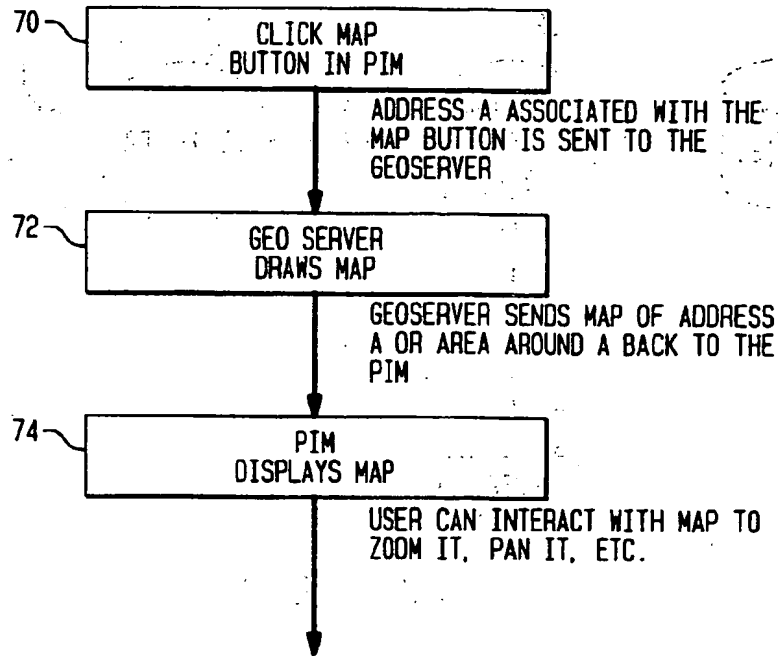 70
CLICK MAP
BUTTON IN PIM
ADDRESS A ASSOCIATED WITH THE
MAP BUTTON IS SENT TO THE
GEOSERVER
72
GEO SERVER
DRAWS MAP
GEOSERVER SENDS MAP OF ADDRESS
A OR AREA AROUND A BACK TO THE
PIM
74
PIM
DISPLAYS MAP
USER CAN INTERACT WITH MAP TO
ZOOM IT, PAN IT, ETC.